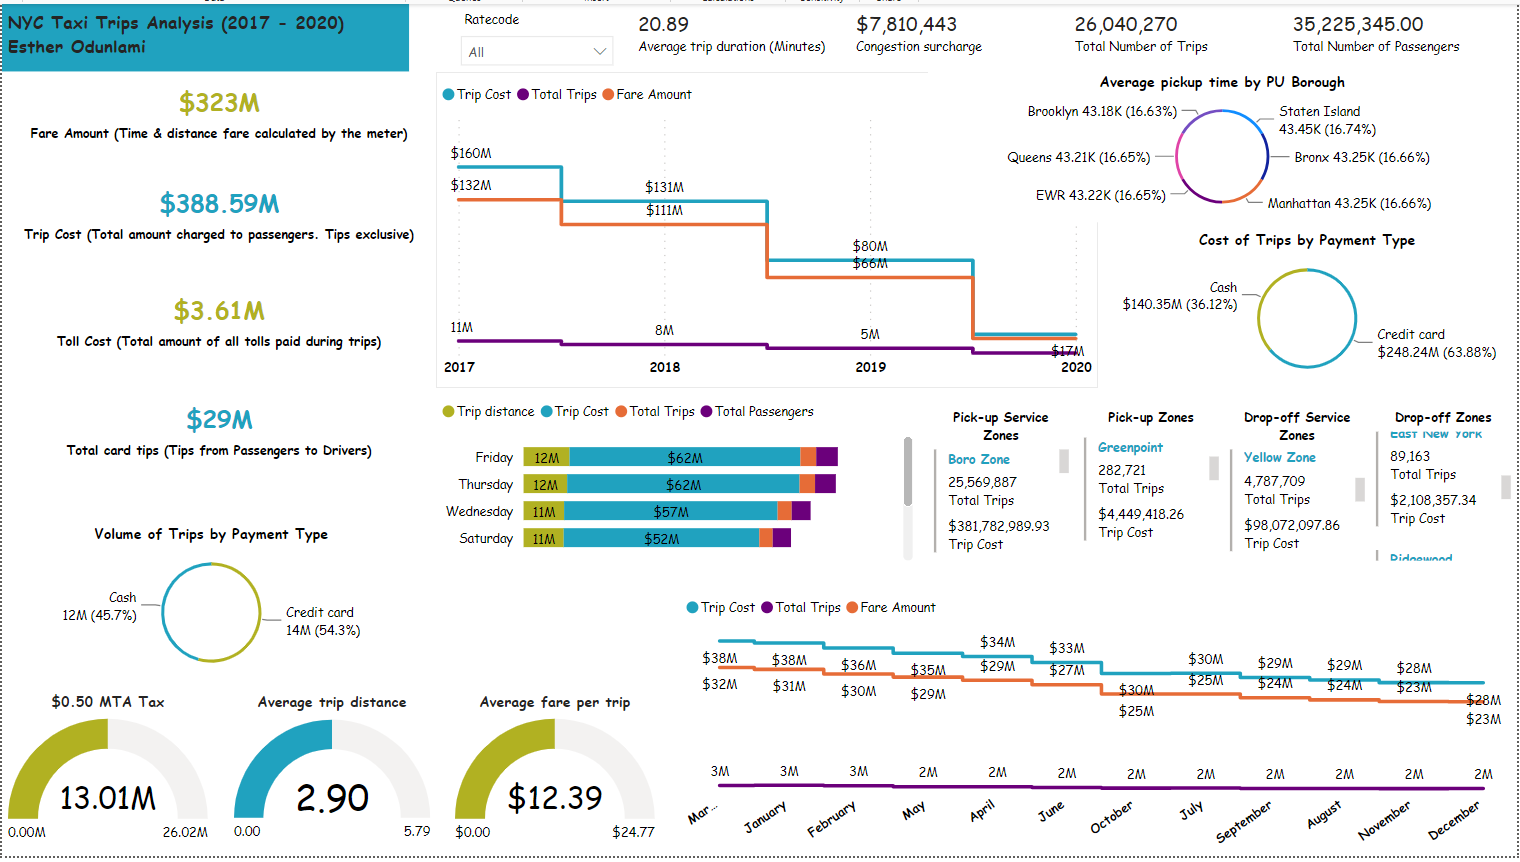 NYC Taxi Trips Analysis (2017 - 2020)
Esther Odunlami
Ratecode
All
20.89
Average trip duration (Minutes)
$7,810,443
Congestion surcharge
26,040,270
Total Number of Trips
35,225,345.00
Total Number of Passengers
$323M
Fare Amount (Time & distance fare calculated by the meter)
$388.59M
Trip Cost (Total amount charged to passengers. Tips exclusive)
$3.61M
Toll Cost (Total amount of all tolls paid during trips)
$29M
Total card tips (Tips from Passengers to Drivers)
Trip Cost Total Trips Fare Amount
$160M
$132M
$131M
$111M
$80M
$66M
11M
8M
5M
$17M
2017 2018 2019 2020
Average pickup time by PU Borough
Brooklyn 43.18K (16.63%)
Staten Island
43.45K (16.74%)
Queens 43.21K (16.65%)
Bronx 43.25K (16.66%)
EWR 43.22K (16.65%)
Manhattan 43.25K (16.66%)
Cost of Trips by Payment Type
Cash
$140.35M (36.12%)
Credit card
$248.24M (63.88%)
Trip distance Trip Cost Total Trips Total Passengers
Friday 12M $62M
Thursday 12M $62M
Wednesday 11M $57M
Saturday 11M $52M
Pick-up Service
Zones
Boro Zone
25,569,887
Total Trips
$381,782,989.93
Trip Cost
Pick-up Zones
Greenpoint
282,721
Total Trips
$4,449,418.26
Trip Cost
Drop-off Service
Zones
Yellow Zone
4,787,709
Total Trips
$98,072,097.86
Trip Cost
Drop-off Zones
East New York
89,163
Total Trips
$2,108,357.34
Trip Cost
Ridgewood
Volume of Trips by Payment Type
Cash
12M (45.7%)
Credit card
14M (54.3%)
$0.50 MTA Tax
13.01M
0.00M 26.02M
Average trip distance
2.90
0.00 5.79
Average fare per trip
$12.39
$0.00 $24.77
Trip Cost Total Trips Fare Amount
$38M $38M $36M $35M $34M $33M $30M $30M $29M $29M $28M $28M
$32M $31M $30M $29M $29M $27M $25M $25M $24M $24M $23M $23M
3M 3M 3M 2M 2M 2M 2M 2M 2M 2M 2M 2M
Mar... January February May April June October July September August November December